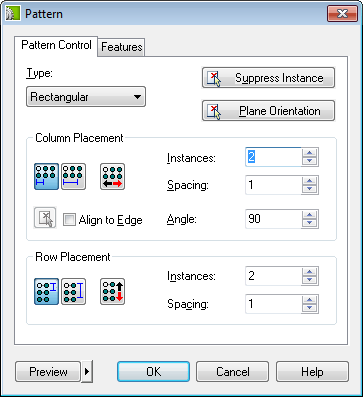 Pattern
Pattern Control
Features
Type:
Rectangular
Suppress Instance
Plane Orientation
Column Placement
Instances: 2
Spacing: 1
Align to Edge
Angle: 90
Row Placement
Instances: 2
Spacing: 1
Preview
OK
Cancel
Help